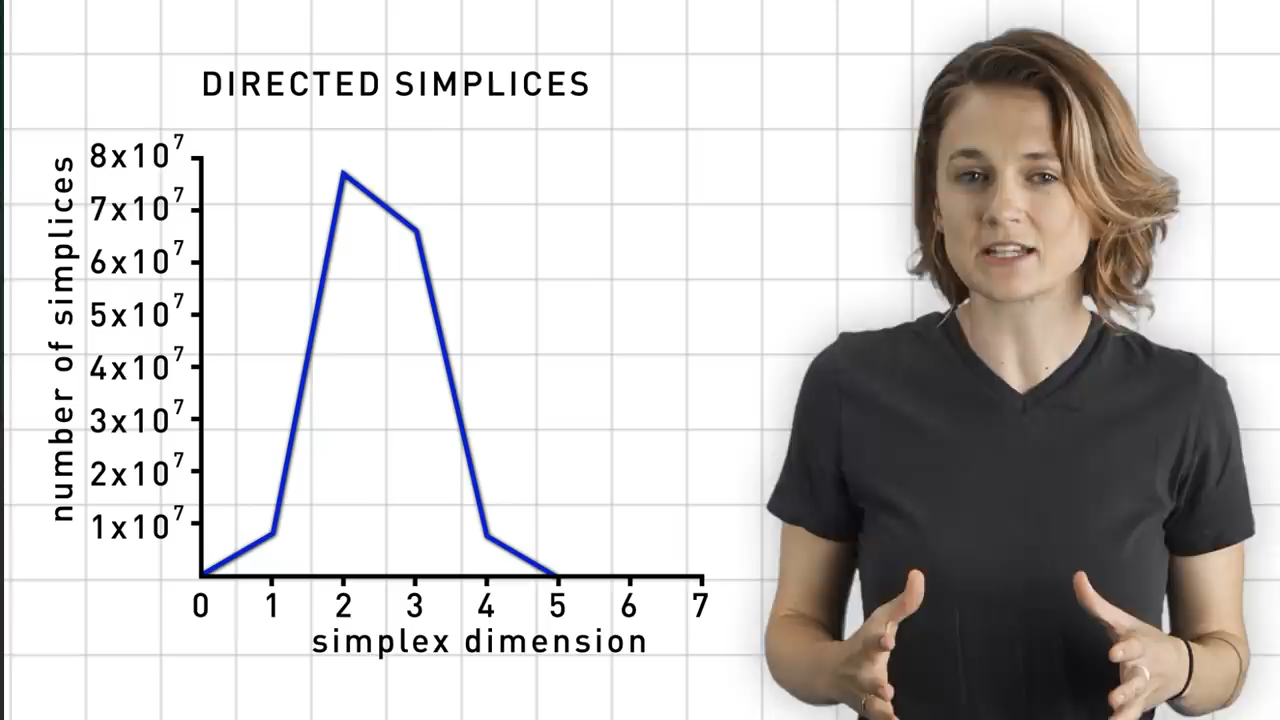 DIRECTED SIMPLICES
number of simplices
8x10⁷
7x10⁷
6x10⁷
5x10⁷
4x10⁷
3x10⁷
2x10⁷
1x10⁷
0 1 2 3 4 5 6 7
simplex dimension